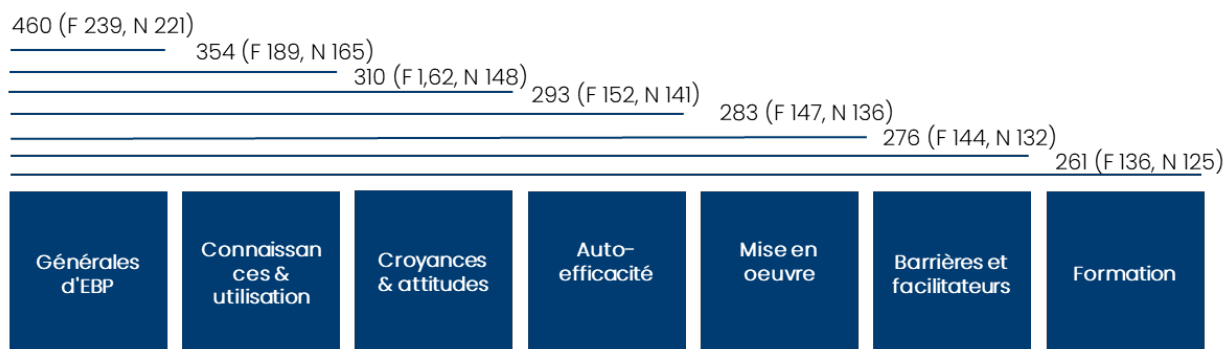 460 (F 239, N 221)
354 (F 189, N 165)
310 (F 1,62, N 148)
293 (F 152, N 141)
283 (F 147, N 136)
276 (F 144, N 132)
261 (F 136, N 125)
Générales
d'EBP
Connaissan
ces &
utilisation
Croyances
& attitudes
Auto-
efficacité
Mise en
oeuvre
Barrières et
facilitateurs
Formation